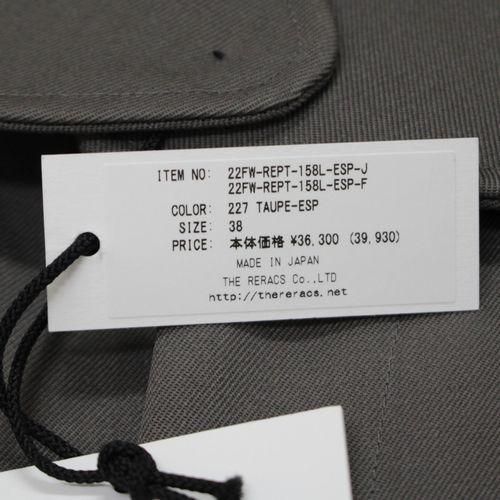 ITEM NO: 22FW-REPT-158L-ESP-J
22FW-REPT-158L-ESP-F
COLOR: 227 TAUPE-ESP
SIZE: 38
PRICE: 本体価格 ¥36,300 (39,930)
MADE IN JAPAN
THE RERACS Co.,LTD
http://thereracs.net